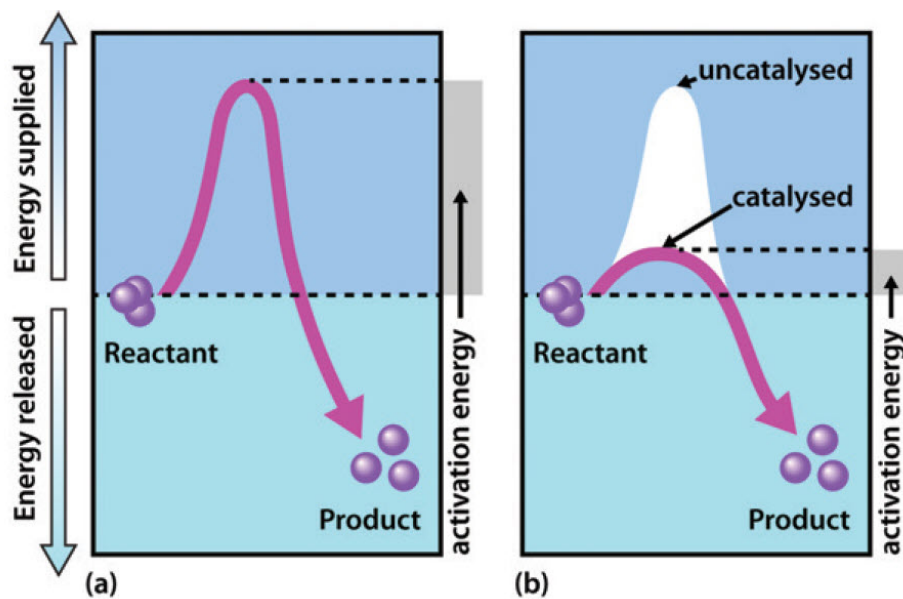 Energy supplied
Energy released
Reactant
Product
activation energy
(a)
uncatalysed
catalysed
Reactant
Product
activation energy
(b)